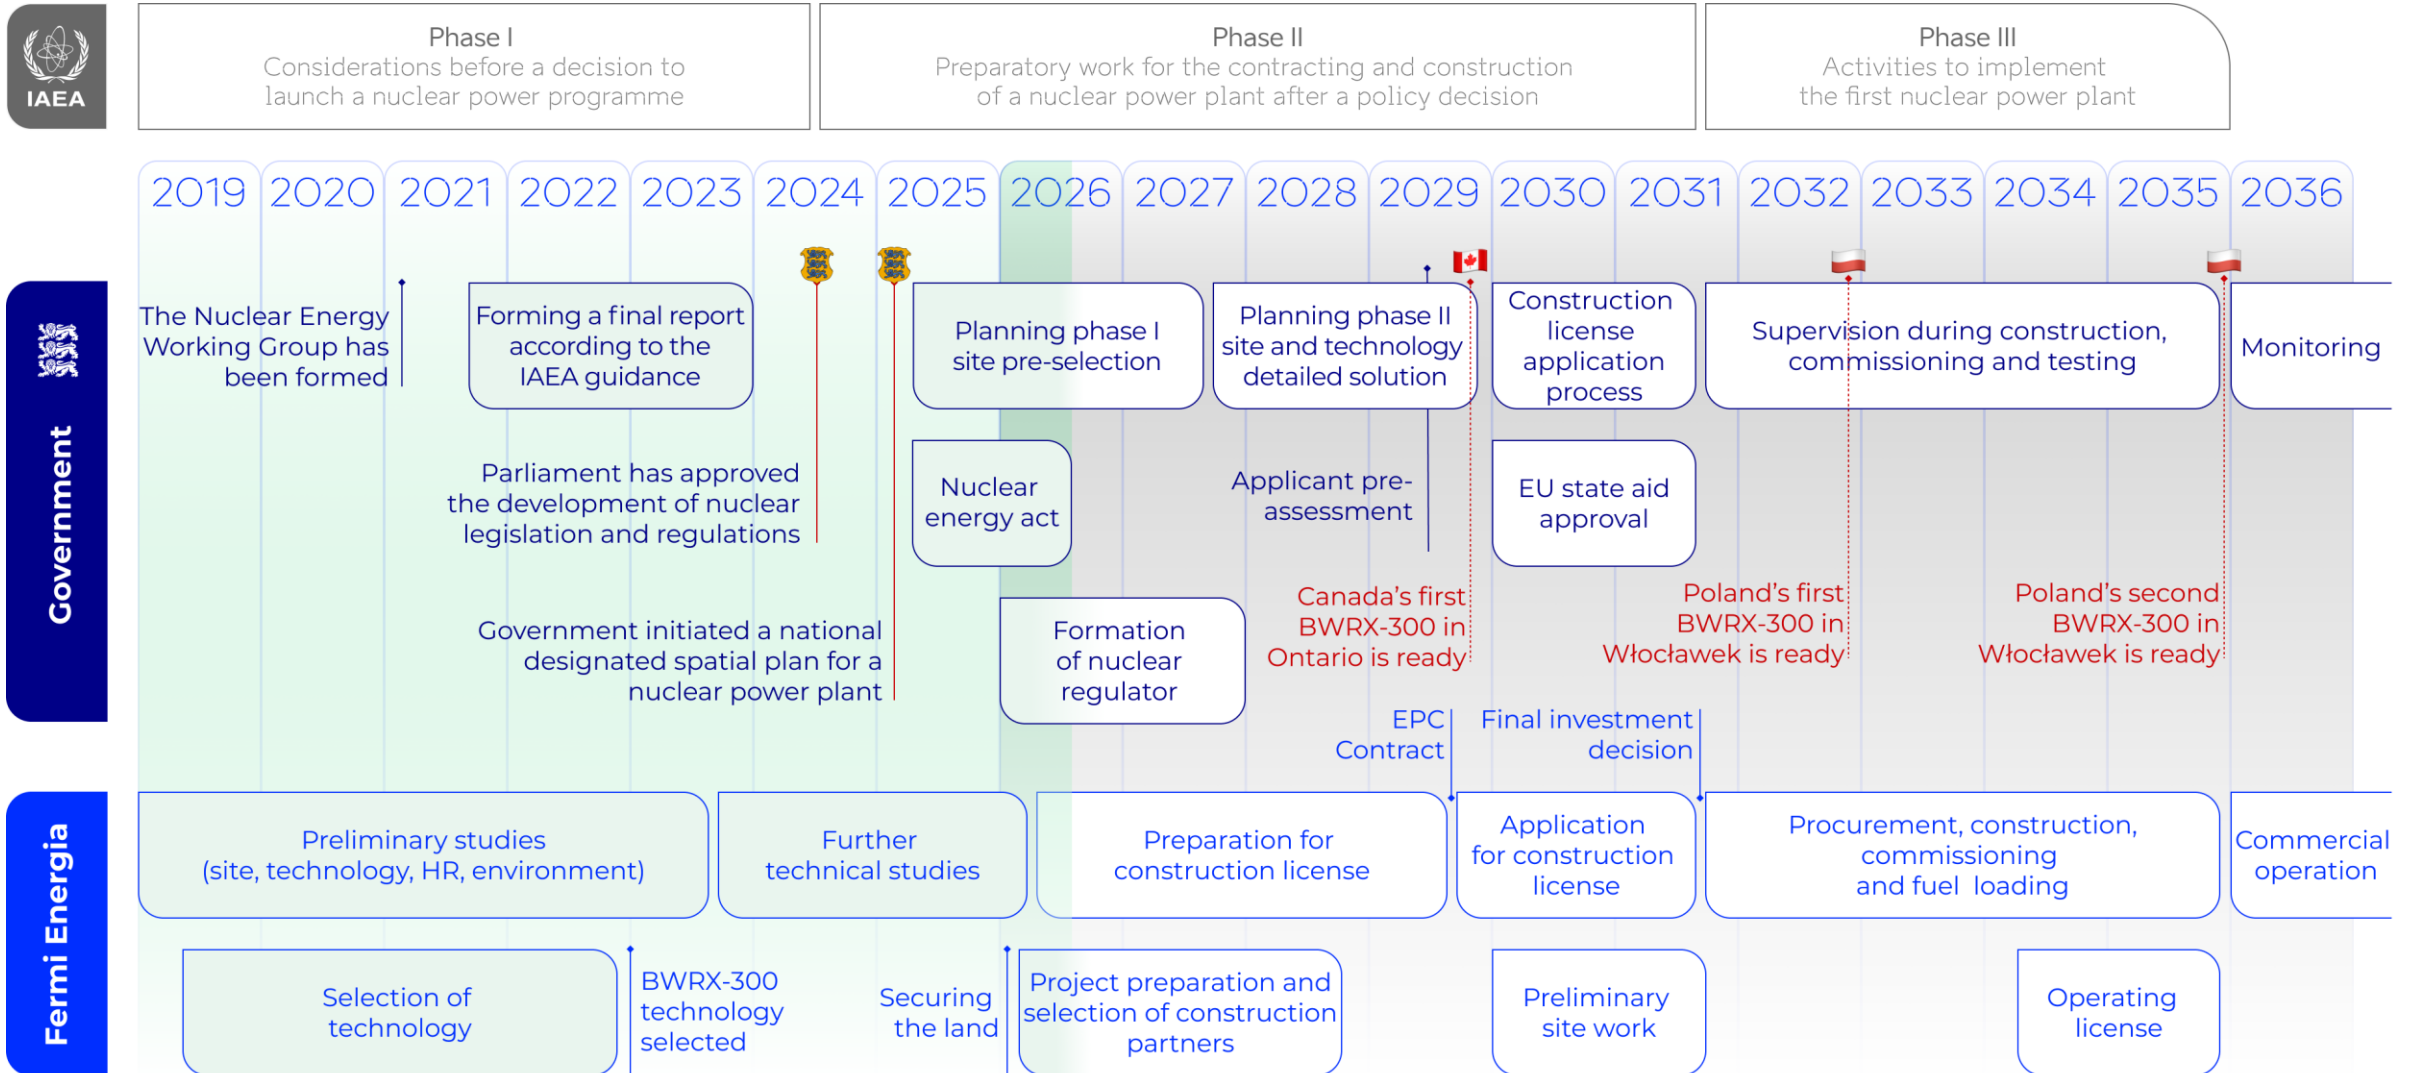 IAEA
Phase I
Considerations before a decision to
launch a nuclear power programme
Phase II
Preparatory work for the contracting and construction
of a nuclear power plant after a policy decision
Phase III
Activities to implement
the first nuclear power plant
2019
2020
2021
2022
2023
2024
2025
2026
2027
2028
2029
2030
2031
2032
2033
2034
2035
2036
Government
The Nuclear Energy
Working Group has
been formed
Forming a final report
according to the
IAEA guidance
Planning phase I
site pre-selection
Planning phase II
site and technology
detailed solution
Construction
license
application
process
Supervision during construction,
commissioning and testing
Monitoring
Parliament has approved
the development of nuclear
legislation and regulations
Nuclear
energy act
Applicant pre-
assessment
EU state aid
approval
Government initiated a national
designated spatial plan for a
nuclear power plant
Formation
of nuclear
regulator
Canada's first
BWRX-300 in
Ontario is ready
Poland's first
BWRX-300 in
Włocławek is ready
Poland's second
BWRX-300 in
Włocławek is ready
EPC
Contract
Final investment
decision
Fermi Energia
Preliminary studies
(site, technology, HR, environment)
Further
technical studies
Preparation for
construction license
Application
for construction
license
Procurement, construction,
commissioning
and fuel loading
Commercial
operation
Selection of
technology
BWRX-300
technology
selected
Securing
the land
Project preparation and
selection of construction
partners
Preliminary
site work
Operating
license